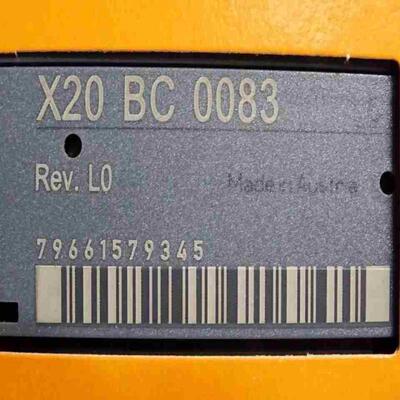 X20 BC 0083
Rev. L0
Made in Austria
79661579345